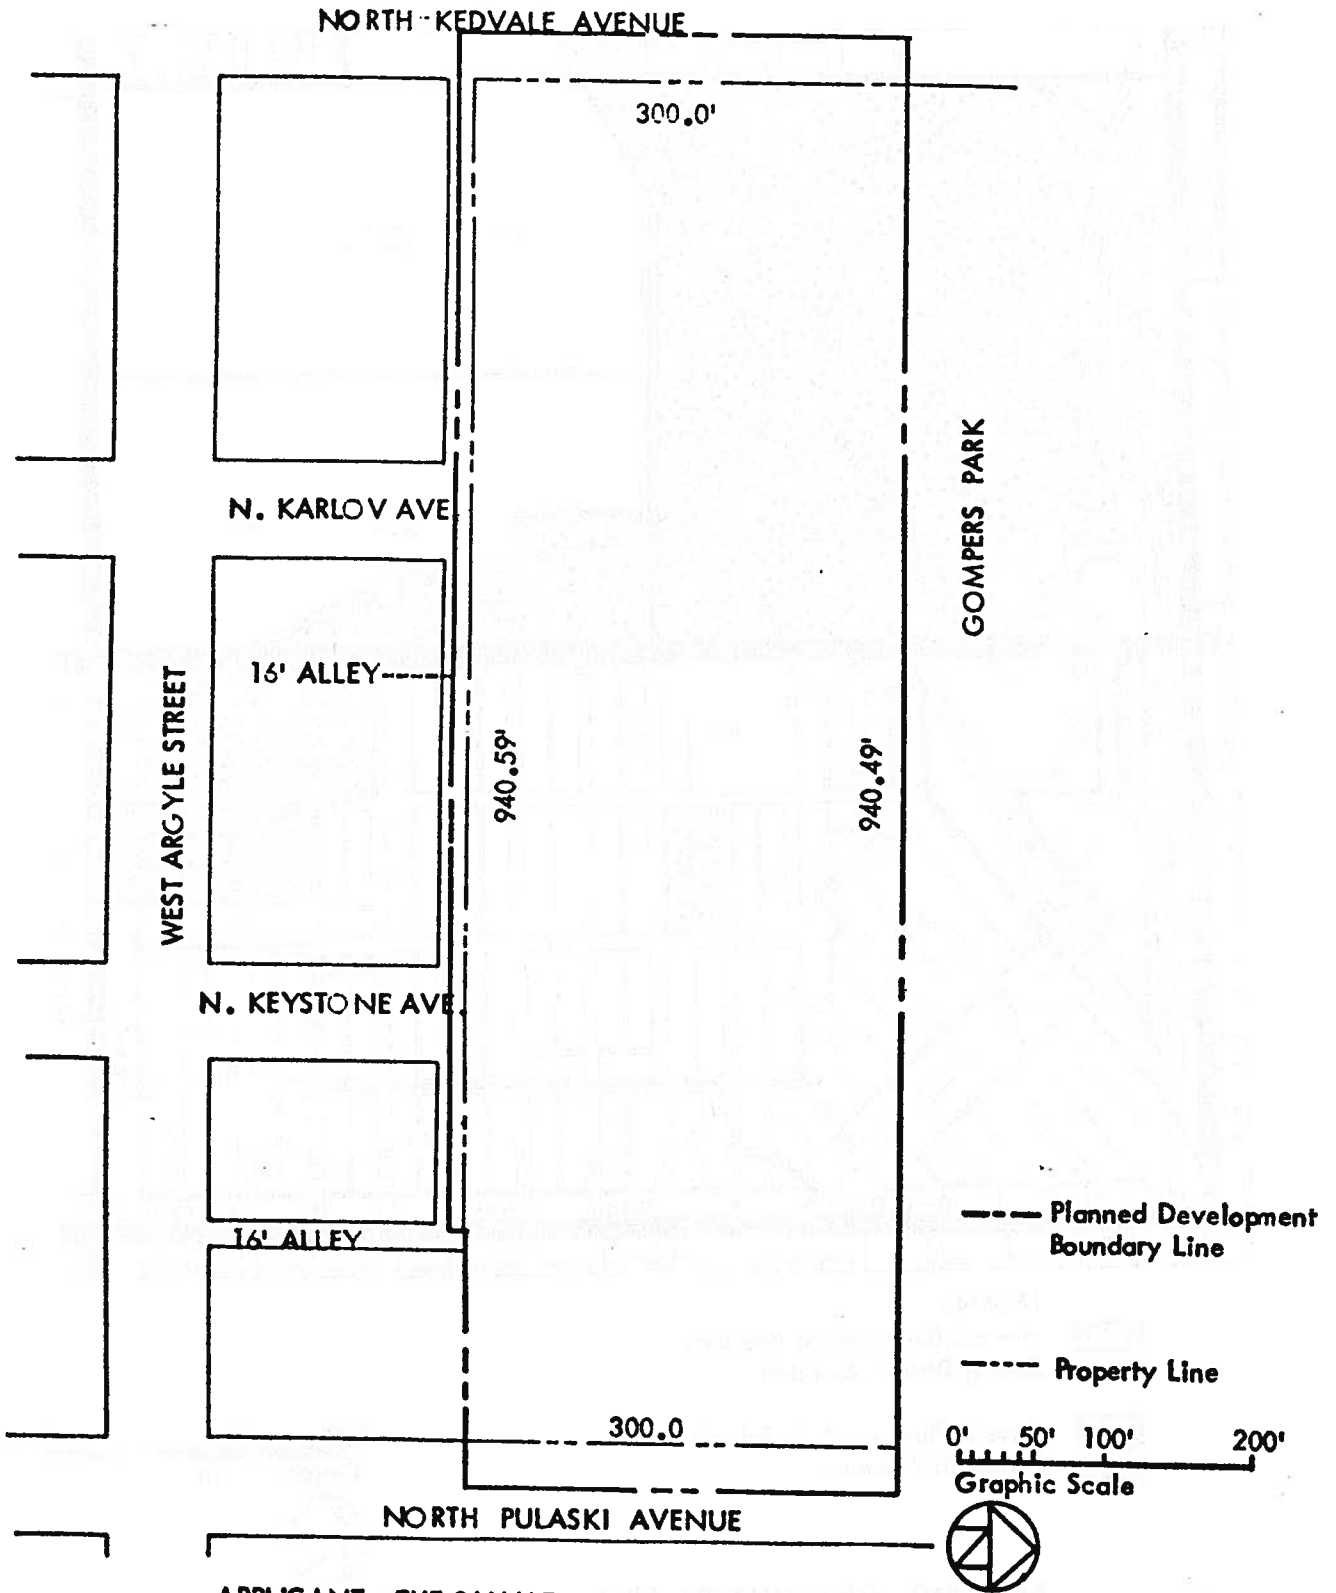 NORTH KEDVALE AVENUE
300.0'
N. KARLOV AVE
GOMPERS PARK
16' ALLEY
WEST ARGYLE STREET
940.59'
940.49'
N. KEYSTONE AVE.
Planned Development
Boundary Line
16' ALLEY
Property Line
300.0
0' 50' 100' 200'
Graphic Scale
NORTH PULASKI AVENUE
N